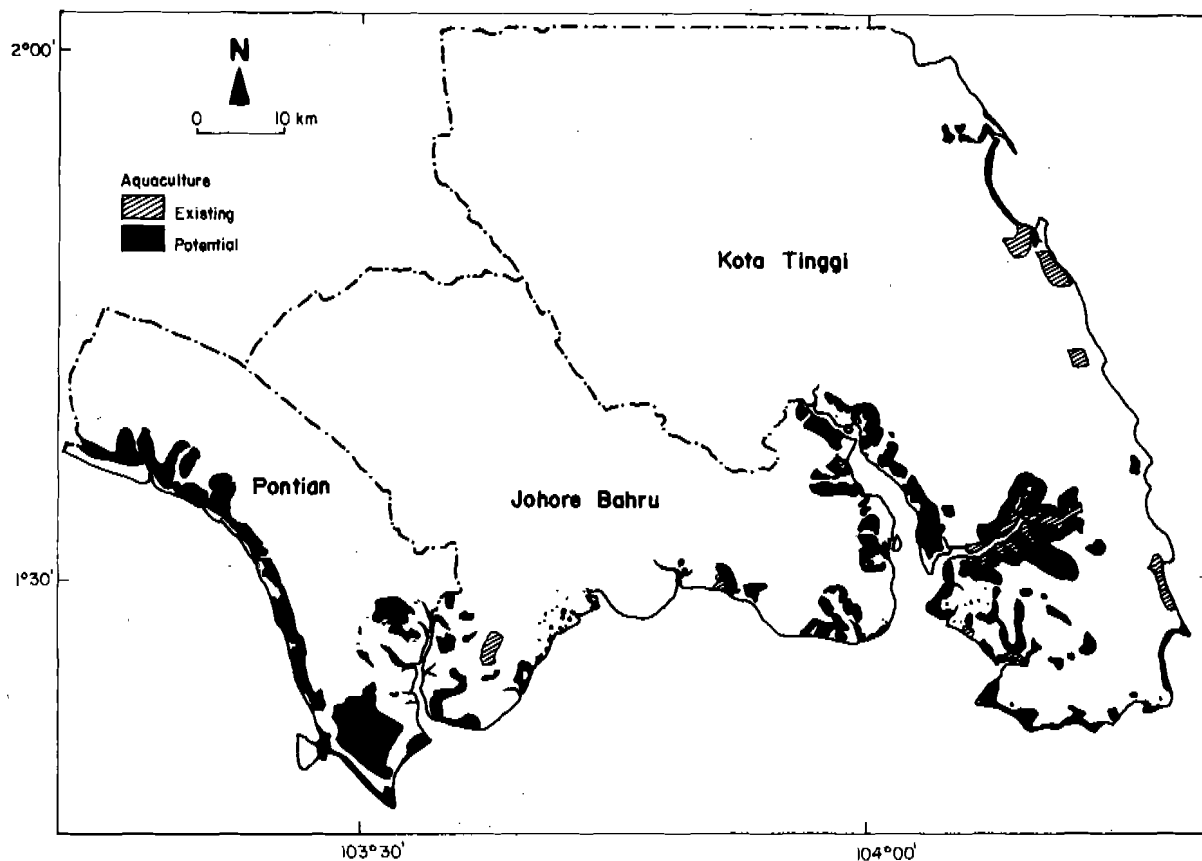 2°00'
N
0 10 km
Aquaculture
Existing
Potential
Kota Tinggi
Pontian
Johore Bahru
1°30'
103°30'
104°00'